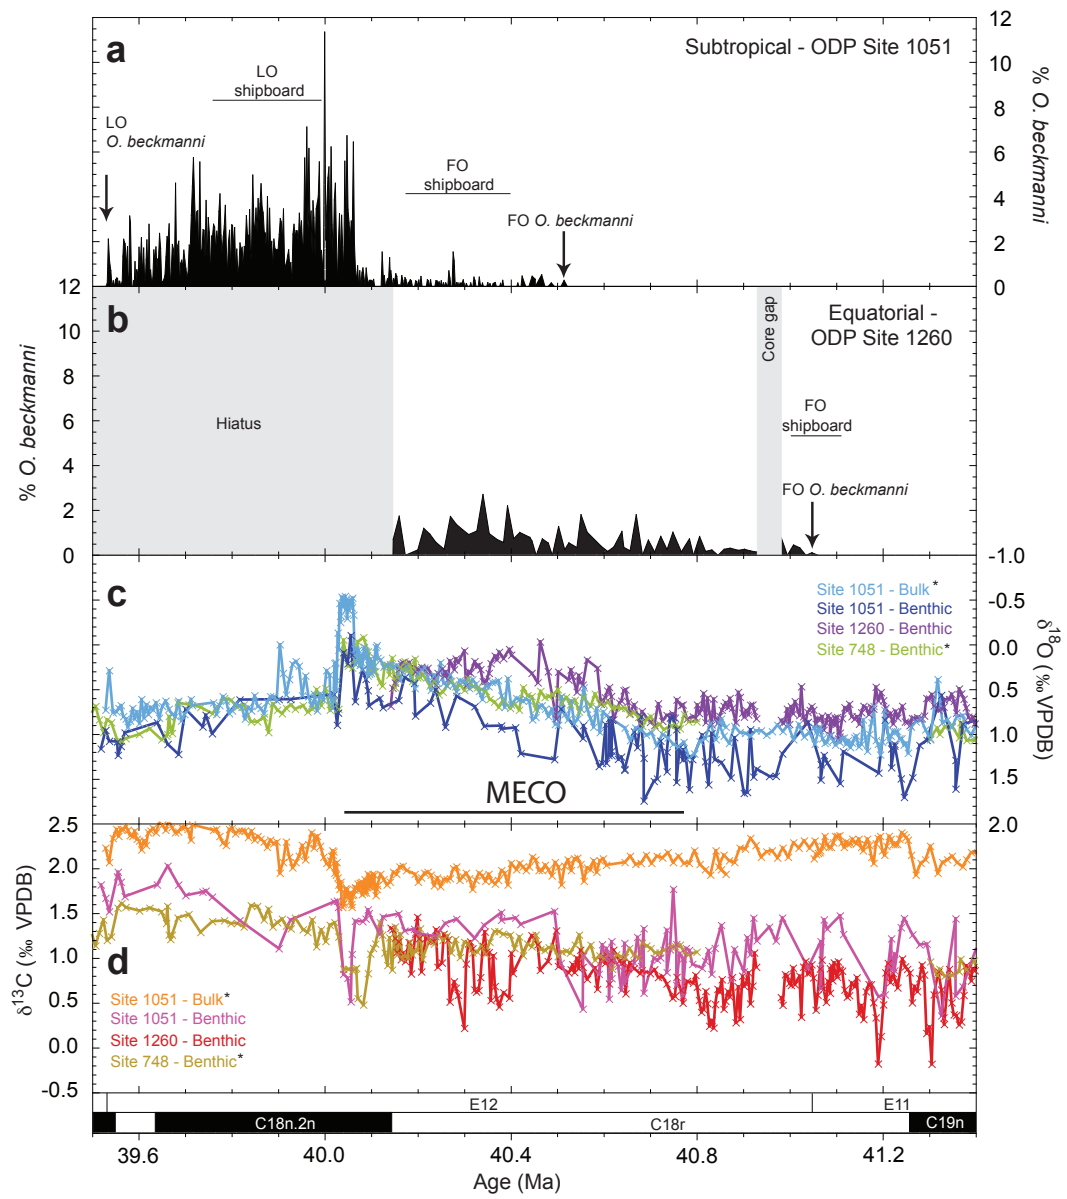 a
Subtropical - ODP Site 1051
LO
shipboard
LO
O. beckmanni
FO
shipboard
FO O. beckmanni
12
10
8
6
4
2
0
% O. beckmanni
b
Equatorial -
ODP Site 1260
Core gap
Hiatus
FO
shipboard
FO O. beckmanni
12
10
8
6
4
2
0
% O. beckmanni
c
Site 1051 - Bulk *
Site 1051 - Benthic
Site 1260 - Benthic
Site 748 - Benthic*
-1.0
-0.5
0.0
0.5
1.0
1.5
2.0
δ18O (‰VPDB)
MECO
2.5
2.0
1.5
1.0
0.5
0.0
-0.5
δ13C (‰ VPDB)
d
Site 1051 - Bulk*
Site 1051 - Benthic
Site 1260 - Benthic
Site 748 - Benthic*
E12
E11
C18n.2n
C18r
C19n
39.6
40.0
40.4
40.8
41.2
Age (Ma)